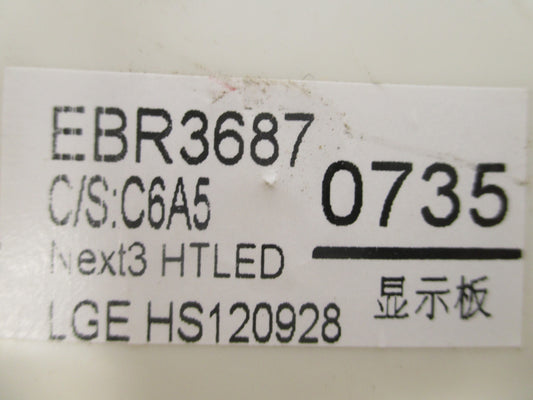 EBR3687
0735
C/S:C6A5
Next3 HTLED
显示板
LGE HS120928